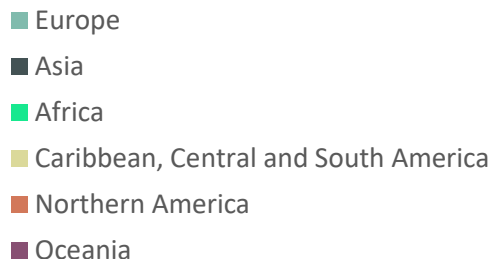 Europe
Asia
Africa
Caribbean, Central and South America
Northern America
Oceania